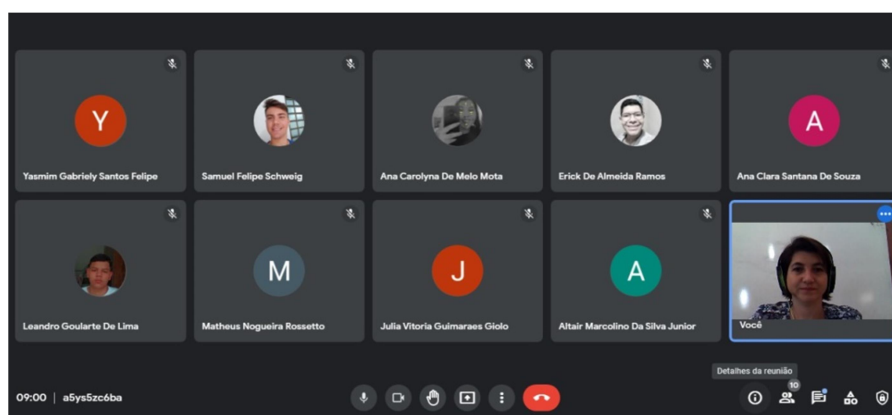 Y
Yasmim Gabriely Santos Felipe
Samuel Felipe Schweig
Ana Carolyna De Melo Mota
Erick De Almeida Ramos
A
Ana Clara Santana De Souza
Leandro Goularte De Lima
M
Matheus Nogueira Rossetto
J
Julia Vitoria Guimaraes Giolo
A
Altair Marcolino Da Silva Junior
Você
Detalhes da reunião
09:00 | a5ys5zc6ba
10